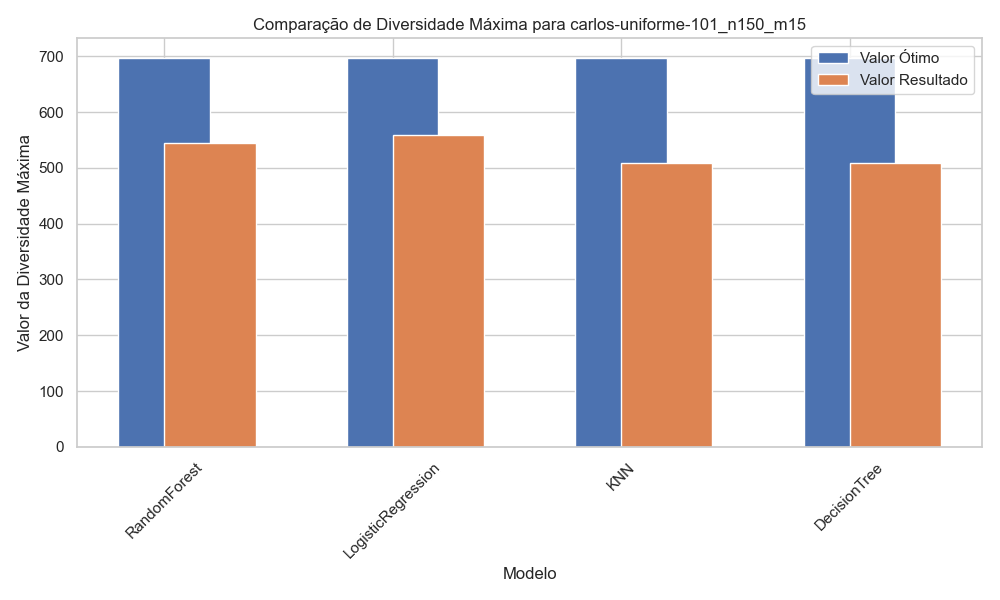 Comparação de Diversidade Máxima para carlos-uniforme-101_n150_m15
Valor da Diversidade Máxima
700
600
500
400
300
200
100
0
Valor Ótimo
Valor Resultado
RandomForest
LogisticRegression
KNN
DecisionTree
Modelo